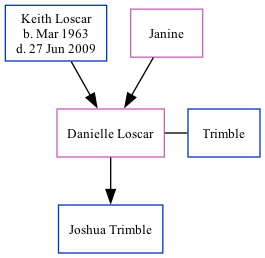 Keith Loscar
b. Mar 1963
d. 27 Jun 2009
Janine
Danielle Loscar
Trimble
Joshua Trimble